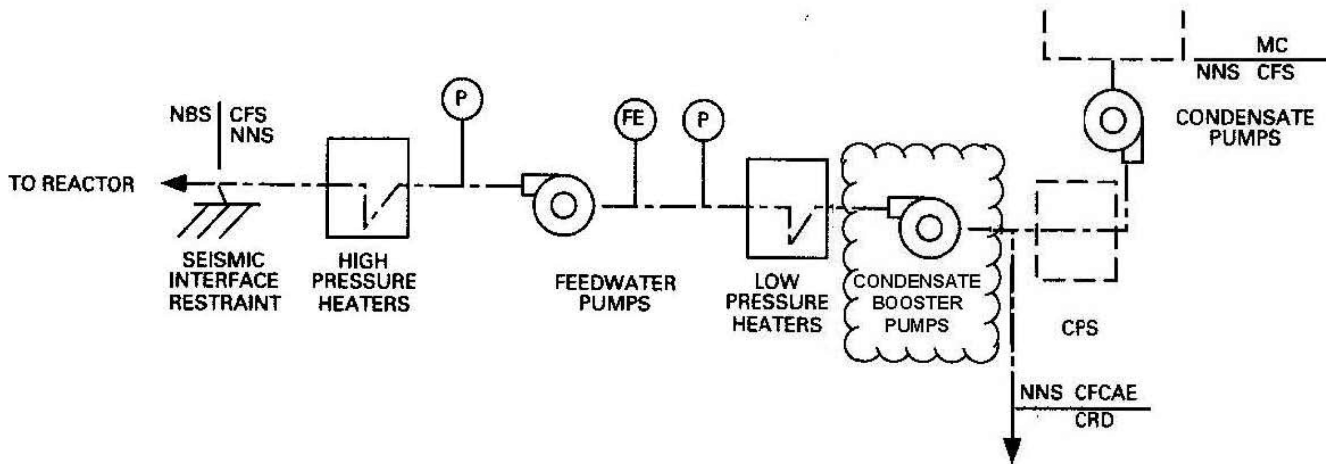 MC
NNS CFS
CONDENSATE
PUMPS
P
FE
P
NBS CFS
NNS
TO REACTOR
SEISMIC
INTERFACE
RESTRAINT
HIGH
PRESSURE
HEATERS
FEEDWATER
PUMPS
LOW
PRESSURE
HEATERS
CONDENSATE
BOOSTER
PUMPS
CPS
NNS CFCAE
CRD